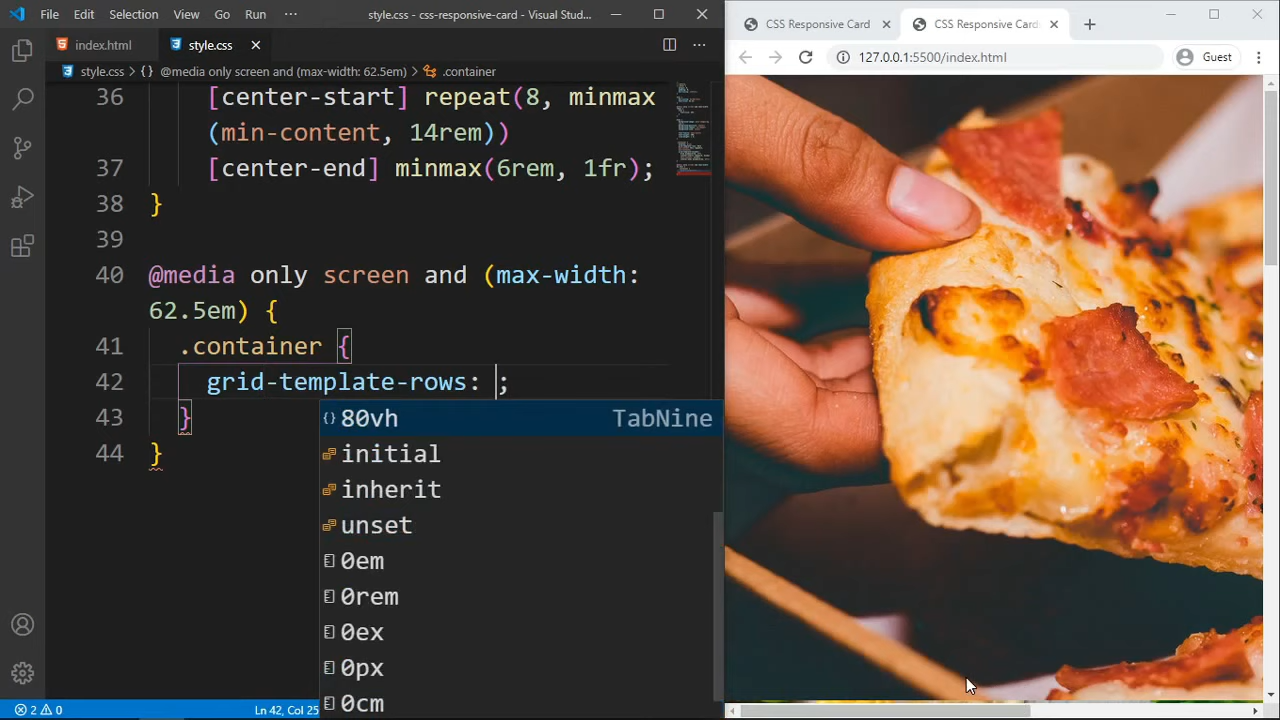 File Edit Selection View Go Run ··· style.css - css-responsive-card - Visual Stud...
index.html style.css
style.css > {} @media only screen and (max-width: 62.5em) > .container
36 [center-start] repeat(8, minmax
(min-content, 14rem))
37 [center-end] minmax(6rem, 1fr);
38 }
39
40 @media only screen and (max-width:
62.5em) {
41 .container {
42 grid-template-rows: ;
43 }
44 }
80vh TabNine
initial
inherit
unset
0em
0rem
0ex
0px
0cm
2 0 Ln 42, Col 25
CSS Responsive Card CSS Responsive Card
127.0.0.1:5500/index.html Guest